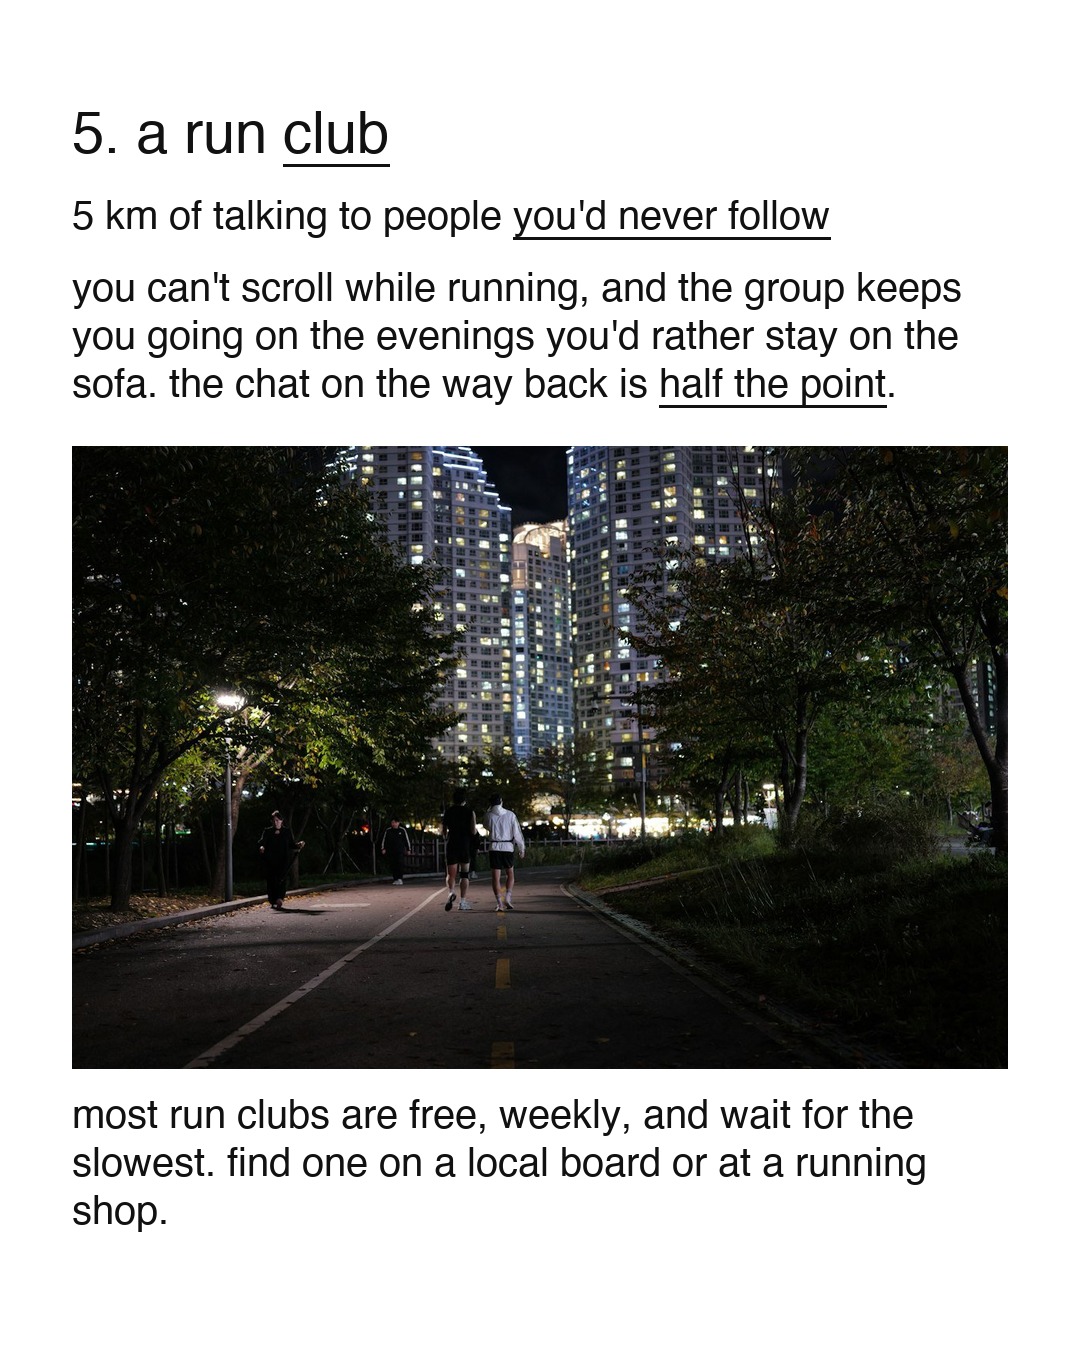 5. a run club
5 km of talking to people you'd never follow
you can't scroll while running, and the group keeps
you going on the evenings you'd rather stay on the
sofa. the chat on the way back is half the point.
most run clubs are free, weekly, and wait for the
slowest. find one on a local board or at a running
shop.